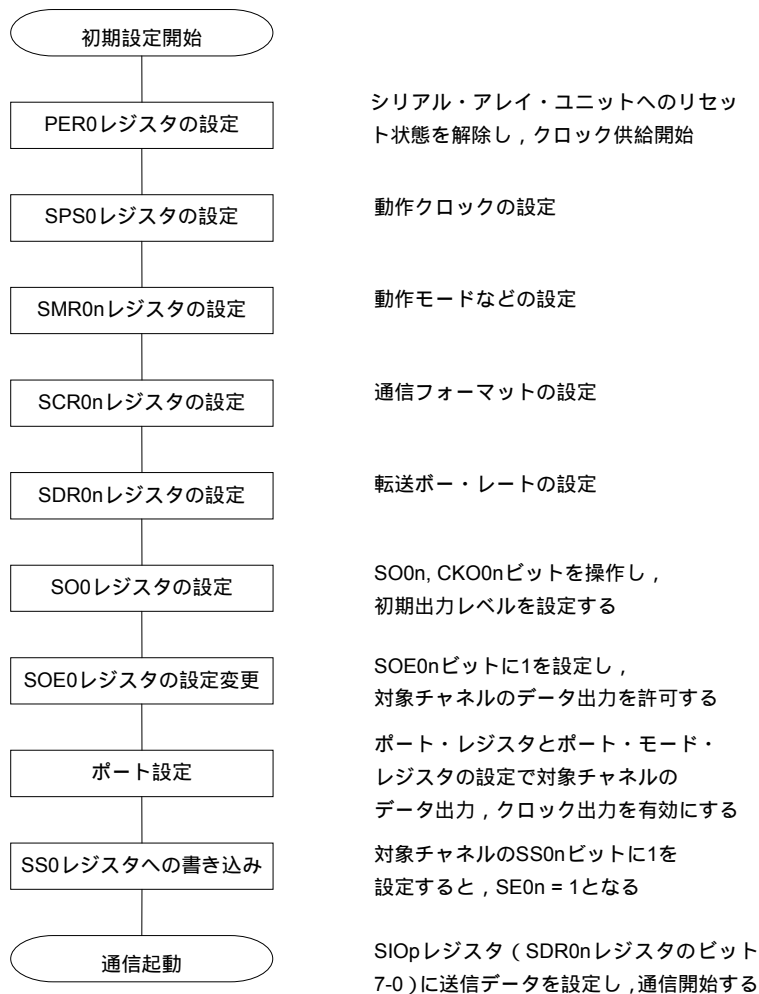 初期設定開始
PER0レジスタの設定
シリアル・アレイ・ユニットへのリセッ
ト状態を解除し，クロック供給開始
SPS0レジスタの設定
動作クロックの設定
SMR0nレジスタの設定
動作モードなどの設定
SCR0nレジスタの設定
通信フォーマットの設定
SDR0nレジスタの設定
転送ボー・レートの設定
SO0レジスタの設定
SO0n, CKO0nビットを操作し，
初期出力レベルを設定する
SOE0レジスタの設定変更
SOE0nビットに1を設定し，
対象チャネルのデータ出力を許可する
ポート設定
ポート・レジスタとポート・モード・
レジスタの設定で対象チャネルの
データ出力，クロック出力を有効にする
SS0レジスタへの書き込み
対象チャネルのSS0nビットに1を
設定すると，SE0n = 1となる
通信起動
SIOpレジスタ（SDR0nレジスタのビット
7-0）に送信データを設定し，通信開始する